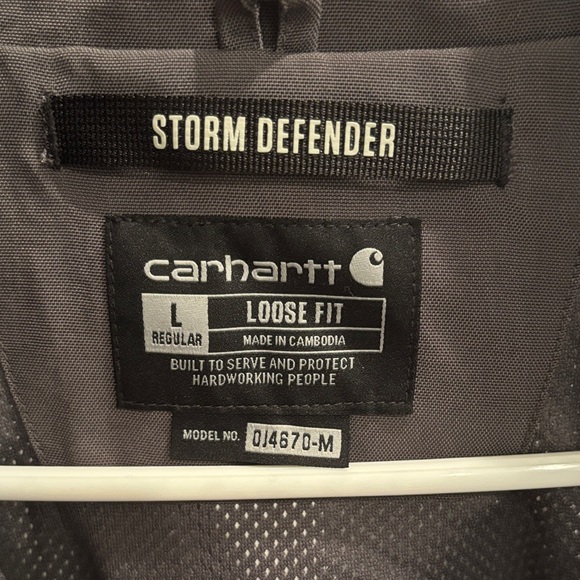 STORM DEFENDER
carhartt
L
REGULAR
LOOSE FIT
MADE IN CAMBODIA
BUILT TO SERVE AND PROTECT
HARDWORKING PEOPLE
MODEL NO. OJ4670-M